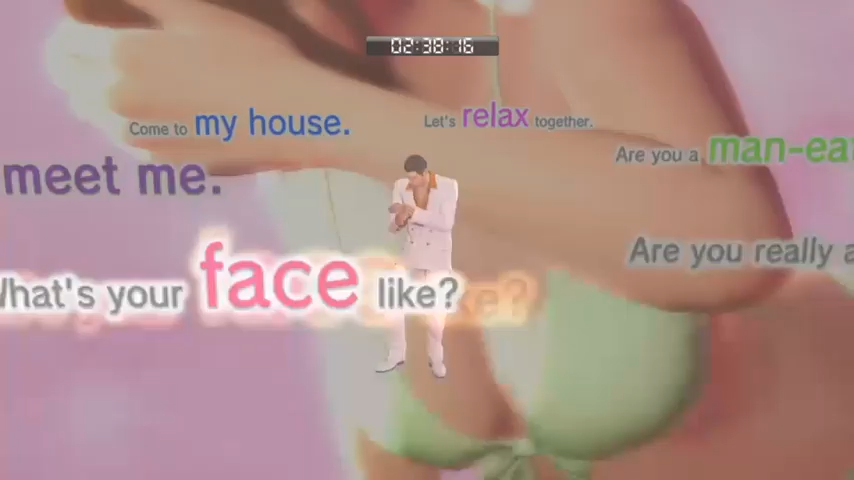 02:38:16
Come to my house.
Let's relax together.
Are you a man-ea
meet me.
Are you really a
What's your face like?